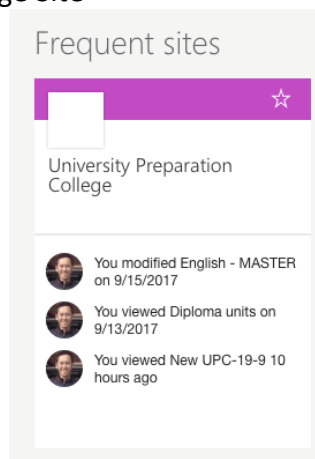 Frequent sites
University Preparation
College
You modified English - MASTER
on 9/15/2017
You viewed Diploma units on
9/13/2017
You viewed New UPC-19-9 10
hours ago